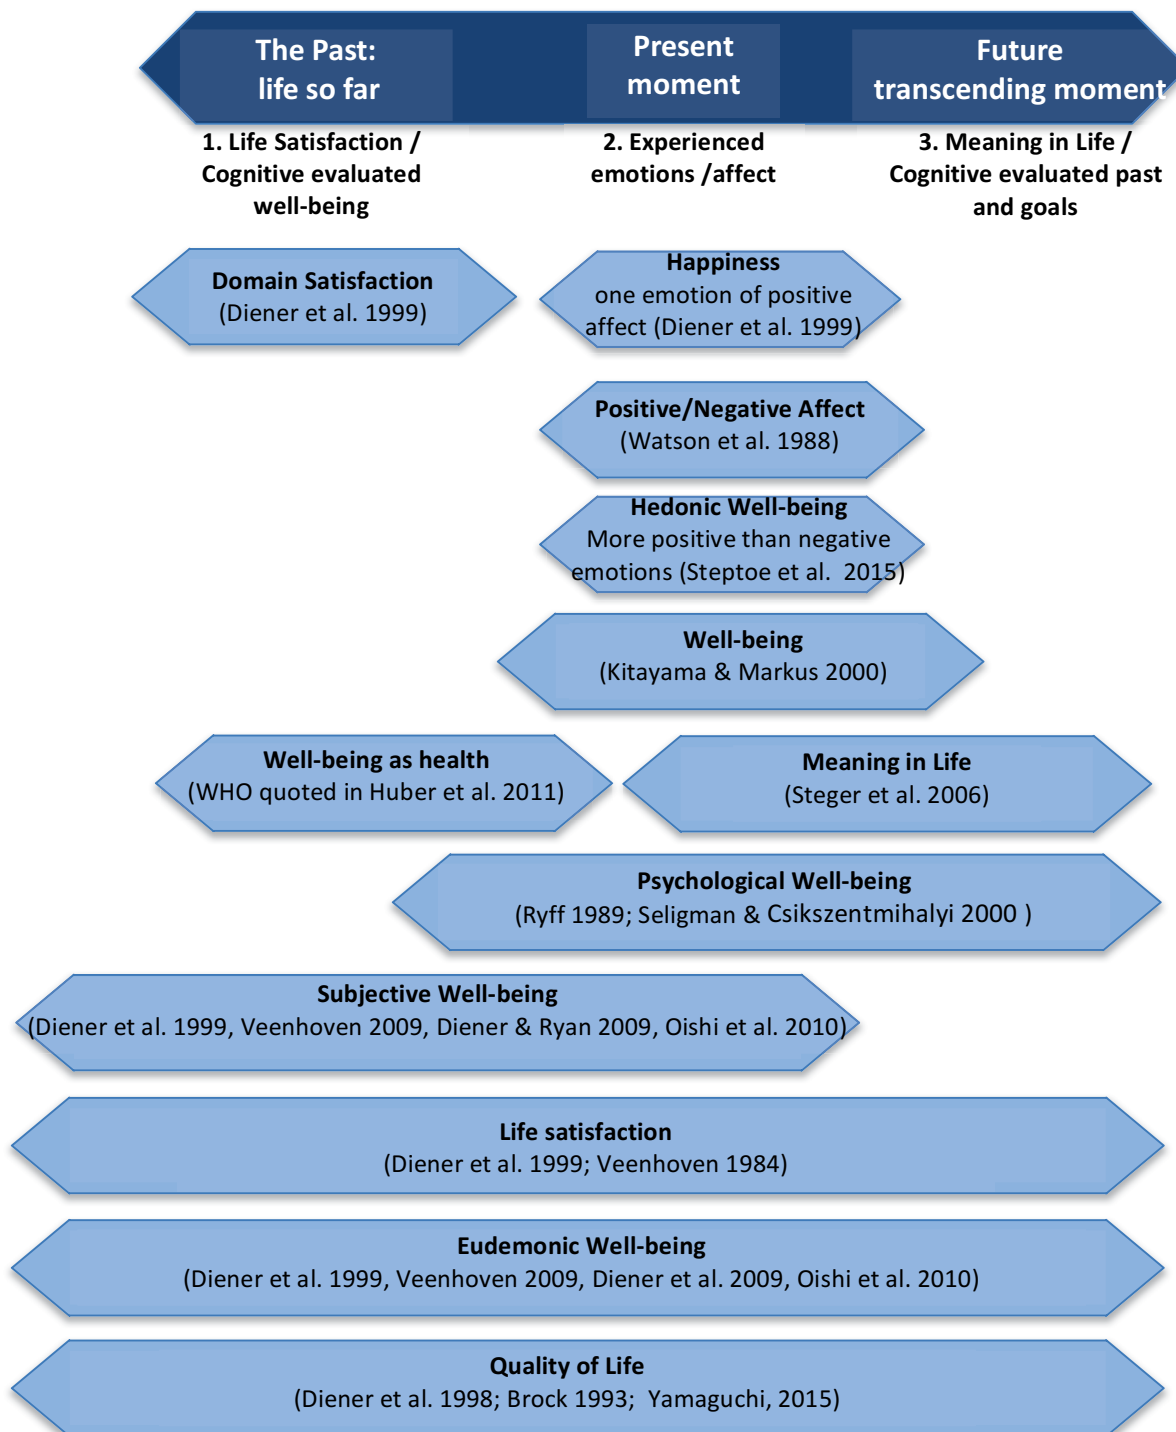 The Past:
life so far
Present
moment
Future
transcending moment
1. Life Satisfaction /
Cognitive evaluated
well-being
2. Experienced
emotions /affect
3. Meaning in Life /
Cognitive evaluated past
and goals
Domain Satisfaction
(Diener et al. 1999)
Happiness
one emotion of positive
affect (Diener et al. 1999)
Positive/Negative Affect
(Watson et al. 1988)
Hedonic Well-being
More positive than negative
emotions (Steptoe et al. 2015)
Well-being
(Kitayama & Markus 2000)
Well-being as health
(WHO quoted in Huber et al. 2011)
Meaning in Life
(Steger et al. 2006)
Psychological Well-being
(Ryff 1989; Seligman & Csikszentmihalyi 2000 )
Subjective Well-being
(Diener et al. 1999, Veenhoven 2009, Diener & Ryan 2009, Oishi et al. 2010)
Life satisfaction
(Diener et al. 1999; Veenhoven 1984)
Eudemonic Well-being
(Diener et al. 1999, Veenhoven 2009, Diener et al. 2009, Oishi et al. 2010)
Quality of Life
(Diener et al. 1998; Brock 1993; Yamaguchi, 2015)